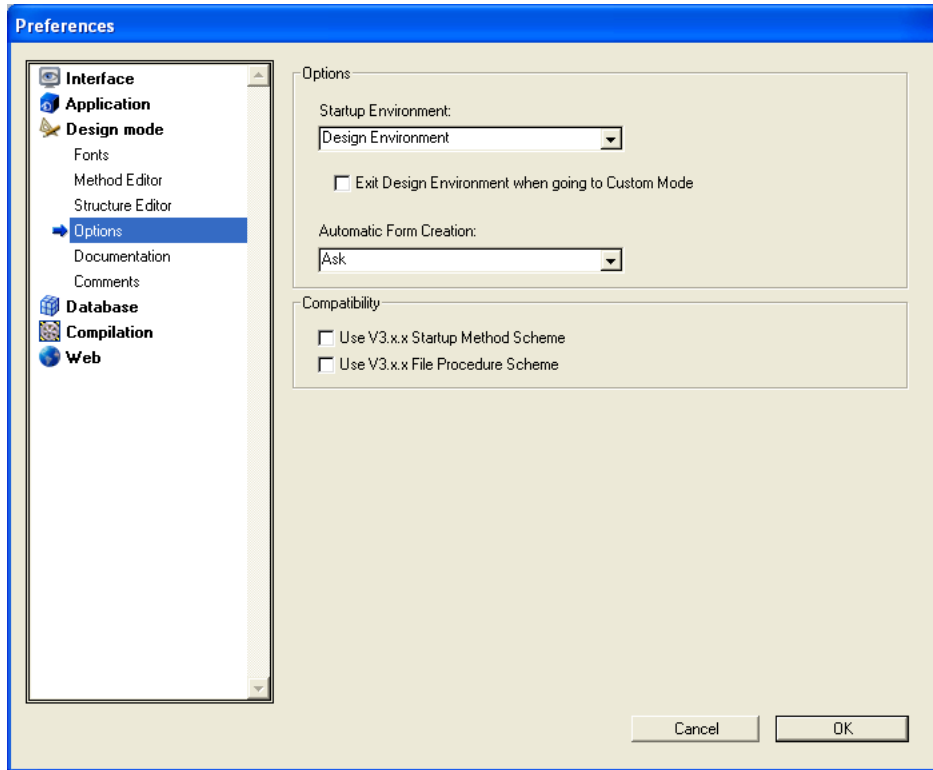 Preferences
Interface
Application
Design mode
Fonts
Method Editor
Structure Editor
Options
Documentation
Comments
Database
Compilation
Web
Options
Startup Environment:
Design Environment
Exit Design Environment when going to Custom Mode
Automatic Form Creation:
Ask
Compatibility
Use V3.x.x Startup Method Scheme
Use V3.x.x File Procedure Scheme
Cancel OK